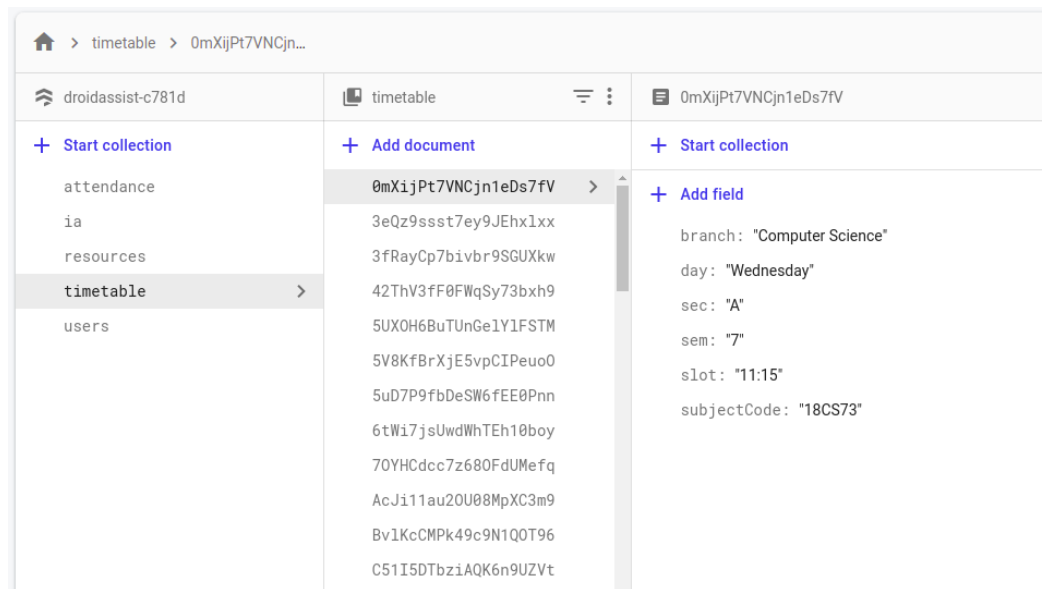 timetable > 0mXijPt7VNCjn...
droidassist-c781d
+ Start collection
attendance
ia
resources
timetable >
users
timetable
+ Add document
0mXijPt7VNCjn1eDs7fV >
3eQz9ssst7ey9JEhxlxx
3fRayCp7bivbr9SGUXkw
42ThV3fF0FWqSy73bxh9
5UXOH6BuTUnGelYlFSTM
5V8KfBrXjE5vpCIPeuoO
5uD7P9fbDeSW6fEE0Pnn
6tWi7jsUwdWhTEh10boy
7OYHCdcc7z68OFdUMefq
AcJi11au2OU08MpXC3m9
BvlKcCMPk49c9N1QOT96
C51I5DTbziAQK6n9UZVt
0mXijPt7VNCjn1eDs7fV
+ Start collection
+ Add field
branch: "Computer Science"
day: "Wednesday"
sec: "A"
sem: "7"
slot: "11:15"
subjectCode: "18CS73"